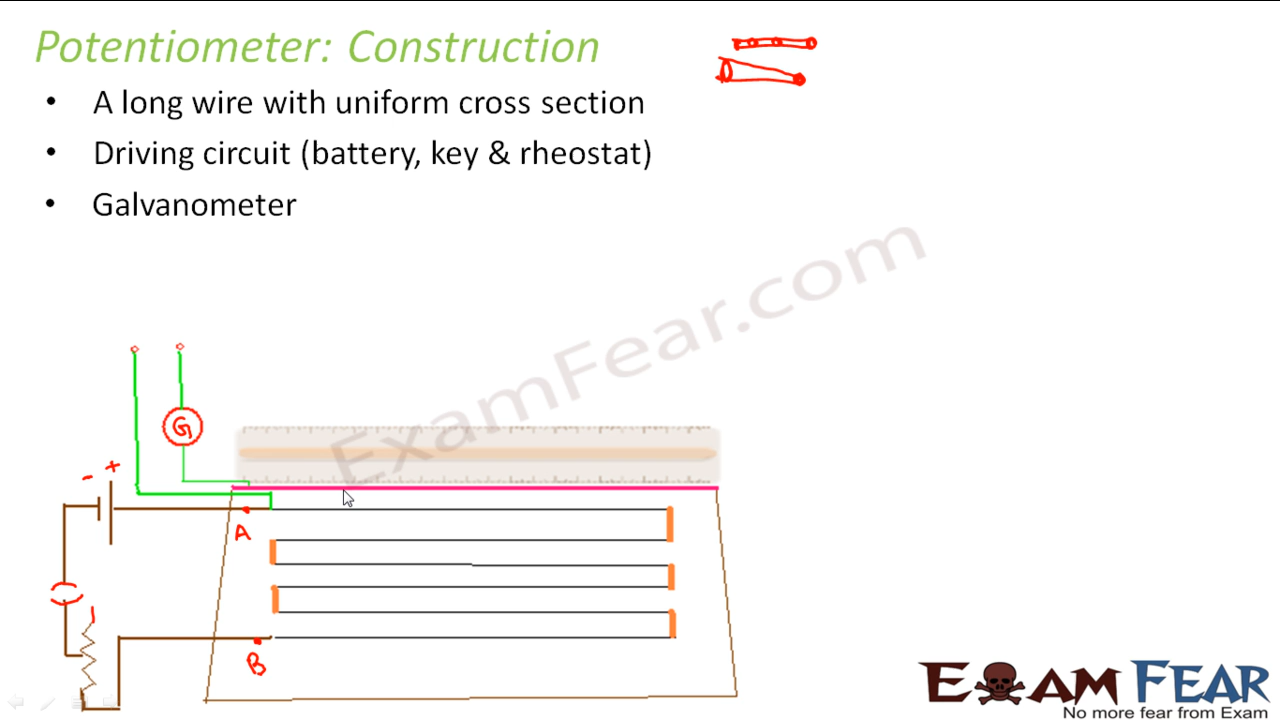 Potentiometer: Construction
• A long wire with uniform cross section
• Driving circuit (battery, key & rheostat)
• Galvanometer
ExamFear.com
G
- +
A
B
EXAM FEAR
No more fear from Exam